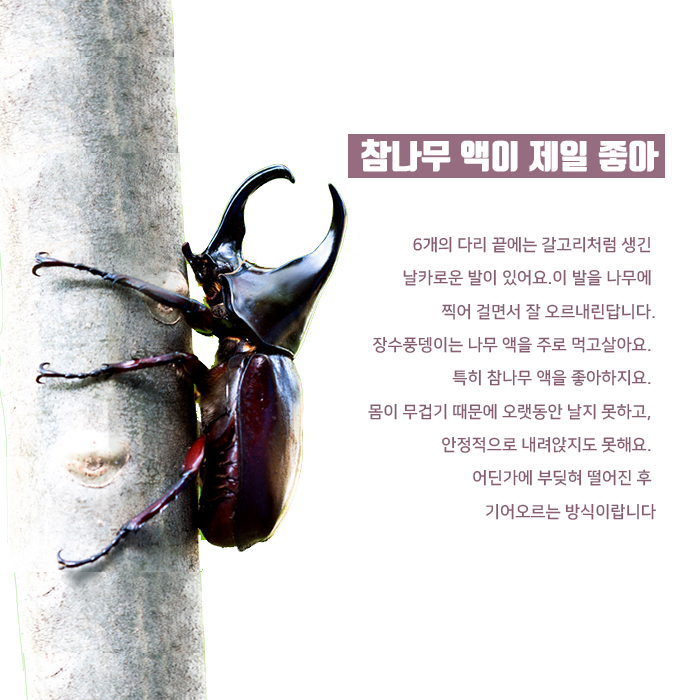 참나무 액이 제일 좋아
6개의 다리 끝에는 갈고리처럼 생긴
날카로운 발이 있어요.이 발을 나무에
찍어 걸면서 잘 오르내린답니다.
장수풍뎅이는 나무 액을 주로 먹고살아요.
특히 참나무 액을 좋아하지요.
몸이 무겁기 때문에 오랫동안 날지 못하고,
안정적으로 내려앉지도 못해요.
어딘가에 부딪혀 떨어진 후
기어오르는 방식이랍니다